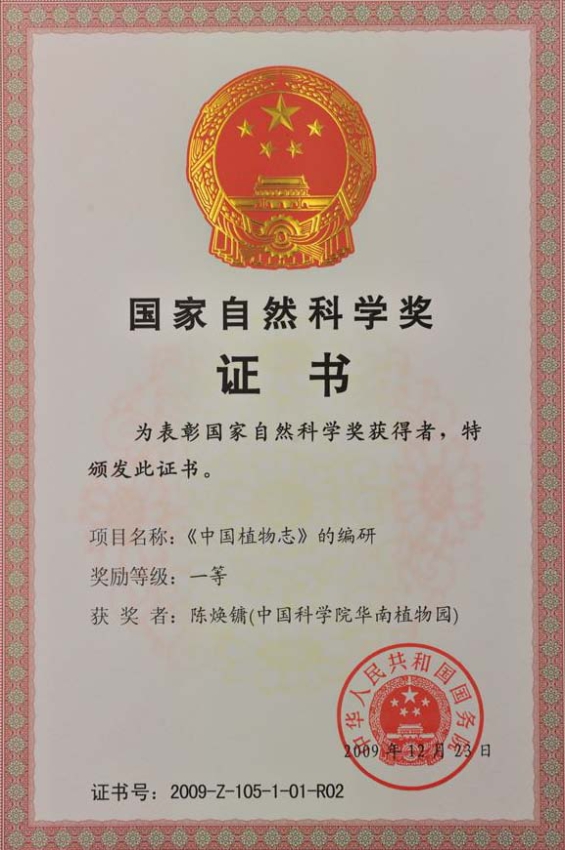 国家自然科学奖
证书
为表彰国家自然科学奖获得者，特
颁发此证书。
项目名称：《中国植物志》的编研
奖励等级：一等
获奖者：陈焕镛(中国科学院华南植物园)
中华人民共和国国务院
2009年12月23日
证书号：2009-Z-105-1-01-R02